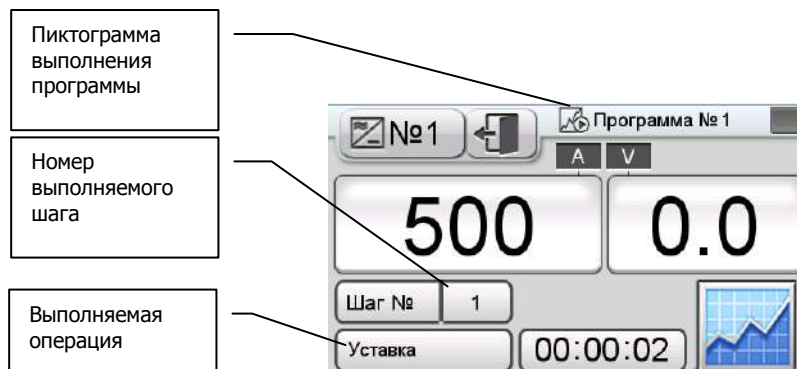 Пиктограмма
выполнения
программы
Номер
выполняемого
шага
Выполняемая
операция
№1
Программа №1
A V
500 0.0
Шаг № 1
Уставка 00:00:02